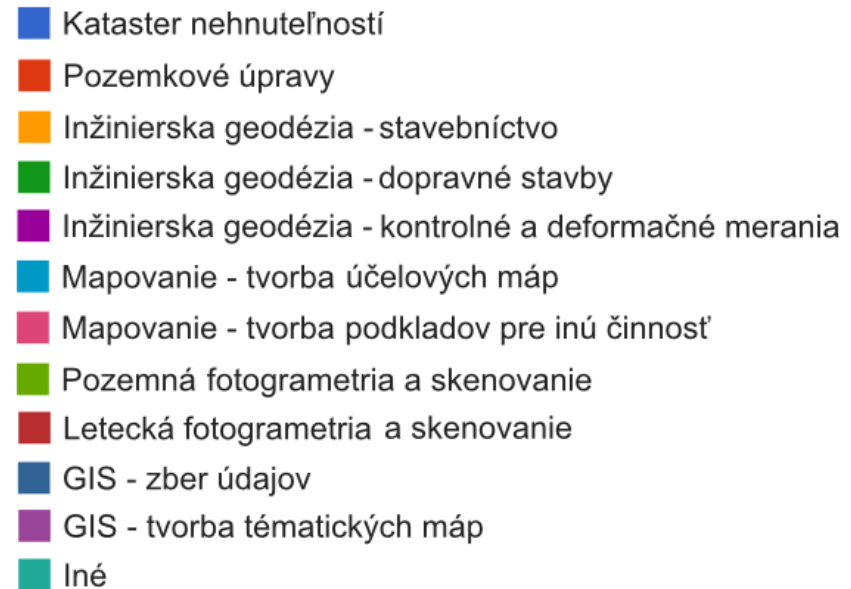 Kataster nehnuteľností
Pozemkové úpravy
Inžinierska geodézia - stavebníctvo
Inžinierska geodézia - dopravné stavby
Inžinierska geodézia - kontrolné a deformačné merania
Mapovanie - tvorba účelových máp
Mapovanie - tvorba podkladov pre inú činnosť
Pozemná fotogrametria a skenovanie
Letecká fotogrametria a skenovanie
GIS - zber údajov
GIS - tvorba tématických máp
Iné